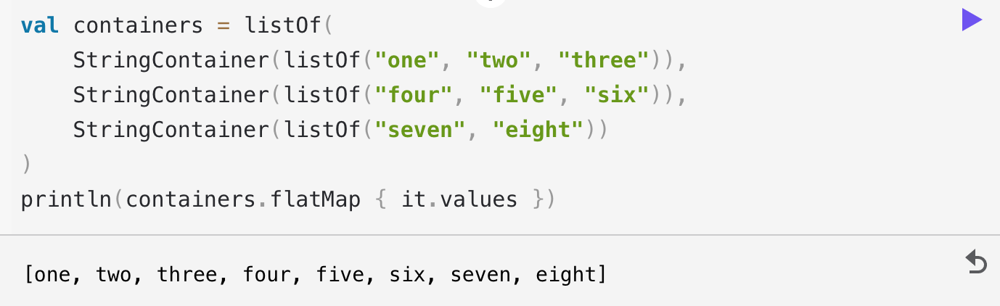 val containers = listOf(
    StringContainer(listOf("one", "two", "three")),
    StringContainer(listOf("four", "five", "six")),
    StringContainer(listOf("seven", "eight"))
)
println(containers.flatMap { it.values })
[one, two, three, four, five, six, seven, eight]